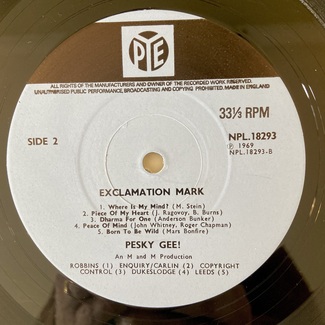 PYE
ALL RIGHTS OF THE MANUFACTURERS AND OWNER OF THE RECORDED WORK RESERVED.
UNAUTHORISED PUBLIC PERFORMANCE, BROADCASTING AND COPYING PROHIBITED. MADE IN ENGLAND
33⅓ RPM
SIDE 2
NPL.18293
℗ 1969
NPL.18293-B
EXCLAMATION MARK
1. Where Is My Mind? (M. Stein)
2. Piece Of My Heart (J. Ragovoy, B. Burns)
3. Dharma For One (Anderson Bunker)
4. Peace Of Mind (John Whitney, Roger Chapman)
5. Born To Be Wild (Mars Bonfire)
PESKY GEE!
An M and M Production
ROBBINS (1) ENQUIRY/CARLIN (2) COPYRIGHT
CONTROL (3) DUKESLODGE (4) LEEDS (5)